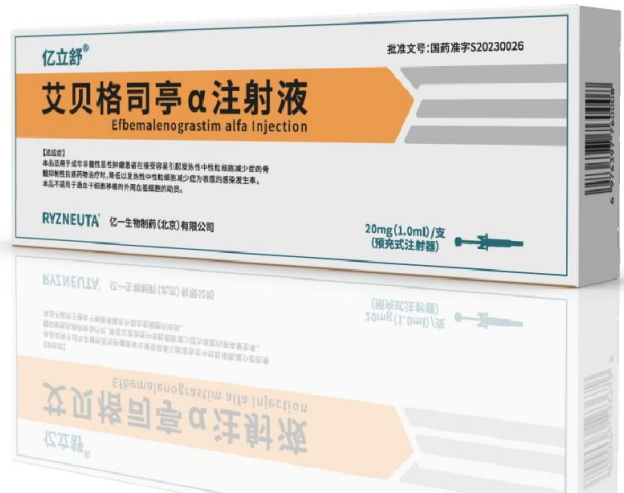 亿立舒®
批准文号：国药准字S20230026
艾贝格司亭α注射液
Efbemalenograstim alfa Injection
【适应症】
本品适用于成年非髓性恶性肿瘤患者在接受容易引起发热性中性粒细胞减少症的骨
髓抑制性抗癌药物治疗时，降低以发热性中性粒细胞减少症为表现的感染发生率。
本品不适用于造血干细胞移植的外周血祖细胞的动员。
RYZNEUTA® 亿一生物制药（北京）有限公司
20mg(1.0ml)/支
（预充式注射器）